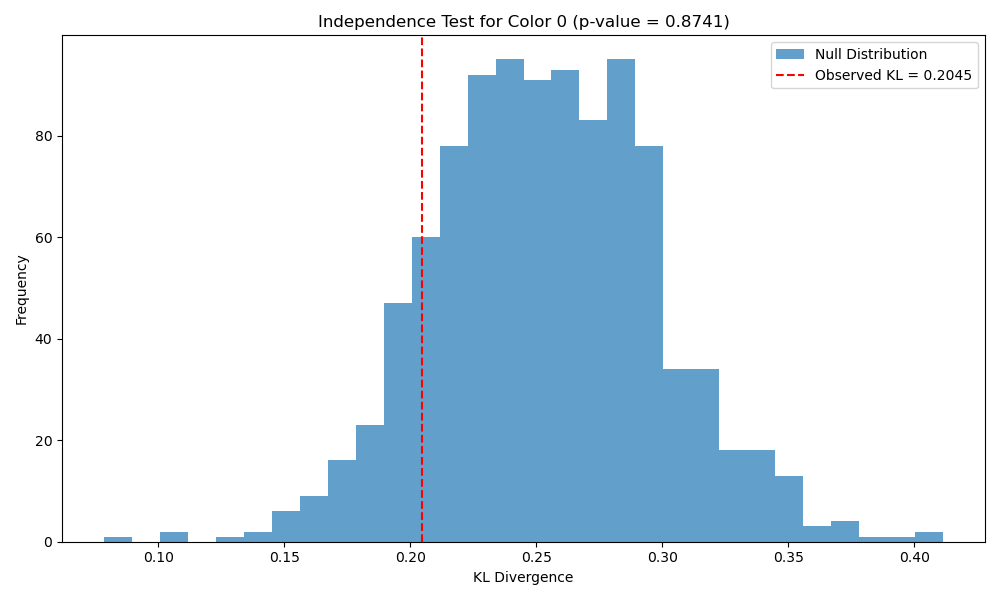 Independence Test for Color 0 (p-value = 0.8741)
Null Distribution
Observed KL = 0.2045
Frequency
80
60
40
20
0
0.10 0.15 0.20 0.25 0.30 0.35 0.40
KL Divergence